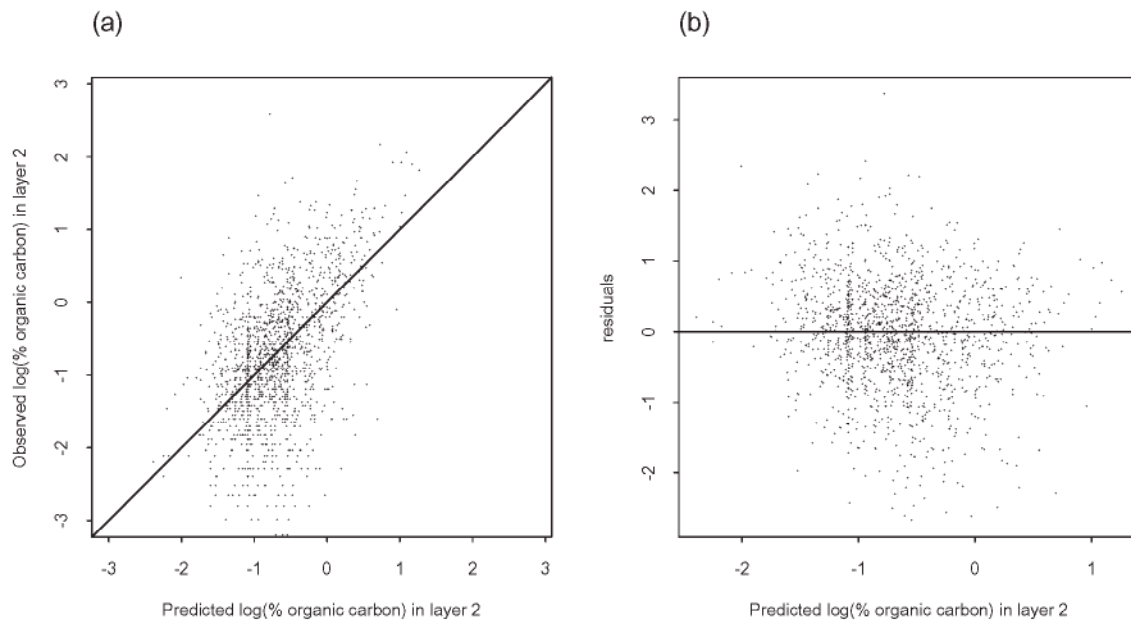 (a)
(b)
Observed log(% organic carbon) in layer 2
3
2
1
0
-1
-2
-3
-3 -2 -1 0 1 2 3
Predicted log(% organic carbon) in layer 2
residuals
3
2
1
0
-1
-2
-2 -1 0 1
Predicted log(% organic carbon) in layer 2